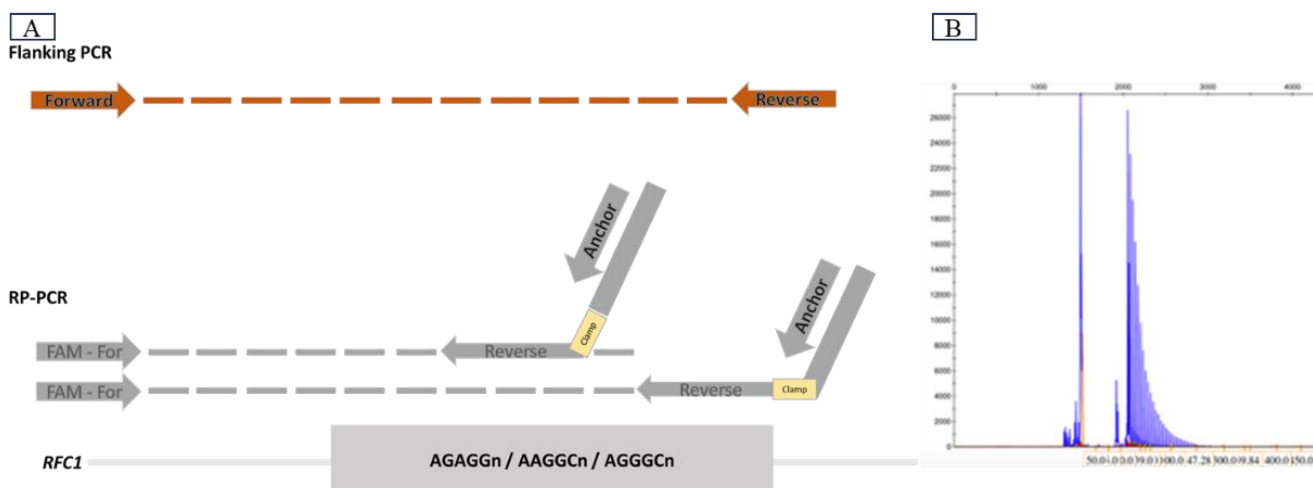 A
Flanking PCR
Forward
Reverse
Anchor
Anchor
RP-PCR
Clamp
FAM - For
Reverse
FAM - For
Reverse
Clamp
RFC1
AGAGGn / AAGGCn / AGGGCn
B
0 1000 2000 3000 4000
26000
24000
22000
20000
18000
16000
14000
12000
10000
8000
6000
4000
2000
0